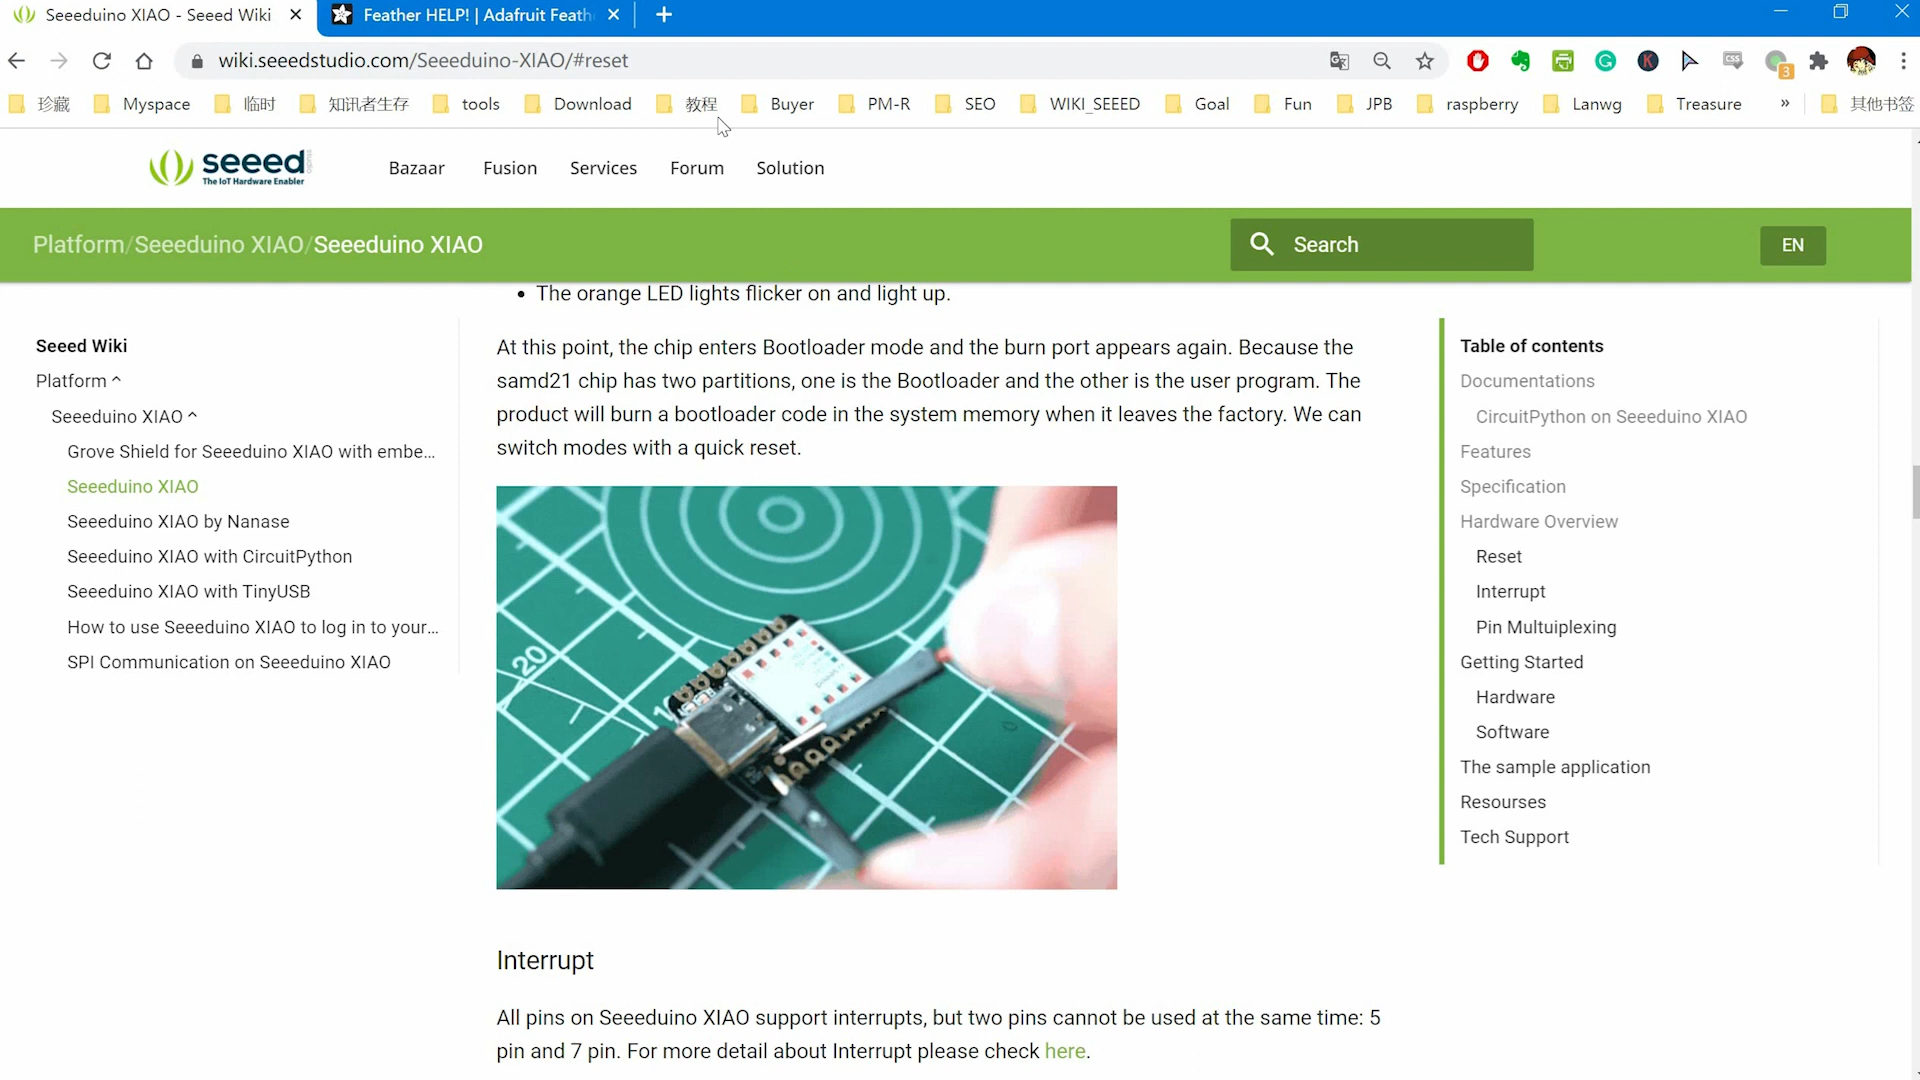 Seeeduino XIAO - Seeed Wiki
Feather HELP! | Adafruit Feath
wiki.seeedstudio.com/Seeeduino-XIAO/#reset
3
珍藏 Myspace 临时 知讯者生存 tools Download 教程 Buyer PM-R SEO WIKI_SEEED Goal Fun JPB raspberry Lanwg Treasure » 其他书签
seeed studio
The IoT Hardware Enabler
Bazaar Fusion Services Forum Solution
Platform/Seeeduino XIAO/Seeeduino XIAO
Search
EN
Seeed Wiki
Platform ^
Seeeduino XIAO ^
Grove Shield for Seeeduino XIAO with embe...
Seeeduino XIAO
Seeeduino XIAO by Nanase
Seeeduino XIAO with CircuitPython
Seeeduino XIAO with TinyUSB
How to use Seeeduino XIAO to log in to your...
SPI Communication on Seeeduino XIAO
• The orange LED lights flicker on and light up.
At this point, the chip enters Bootloader mode and the burn port appears again. Because the
samd21 chip has two partitions, one is the Bootloader and the other is the user program. The
product will burn a bootloader code in the system memory when it leaves the factory. We can
switch modes with a quick reset.
20
Interrupt
All pins on Seeeduino XIAO support interrupts, but two pins cannot be used at the same time: 5
pin and 7 pin. For more detail about Interrupt please check here.
Table of contents
Documentations
CircuitPython on Seeeduino XIAO
Features
Specification
Hardware Overview
Reset
Interrupt
Pin Multuiplexing
Getting Started
Hardware
Software
The sample application
Resourses
Tech Support